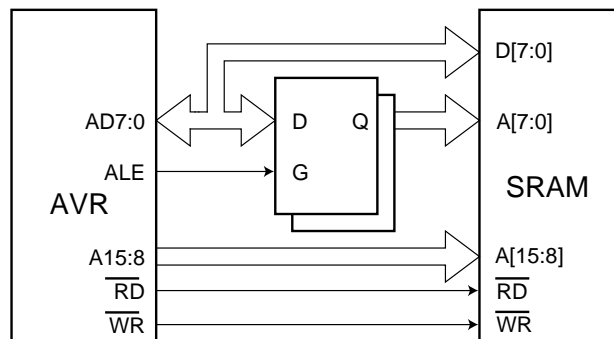 D[7:0]
AD7:0
D
Q
A[7:0]
ALE
G
AVR
SRAM
A15:8
A[15:8]
RD
RD
WR
WR